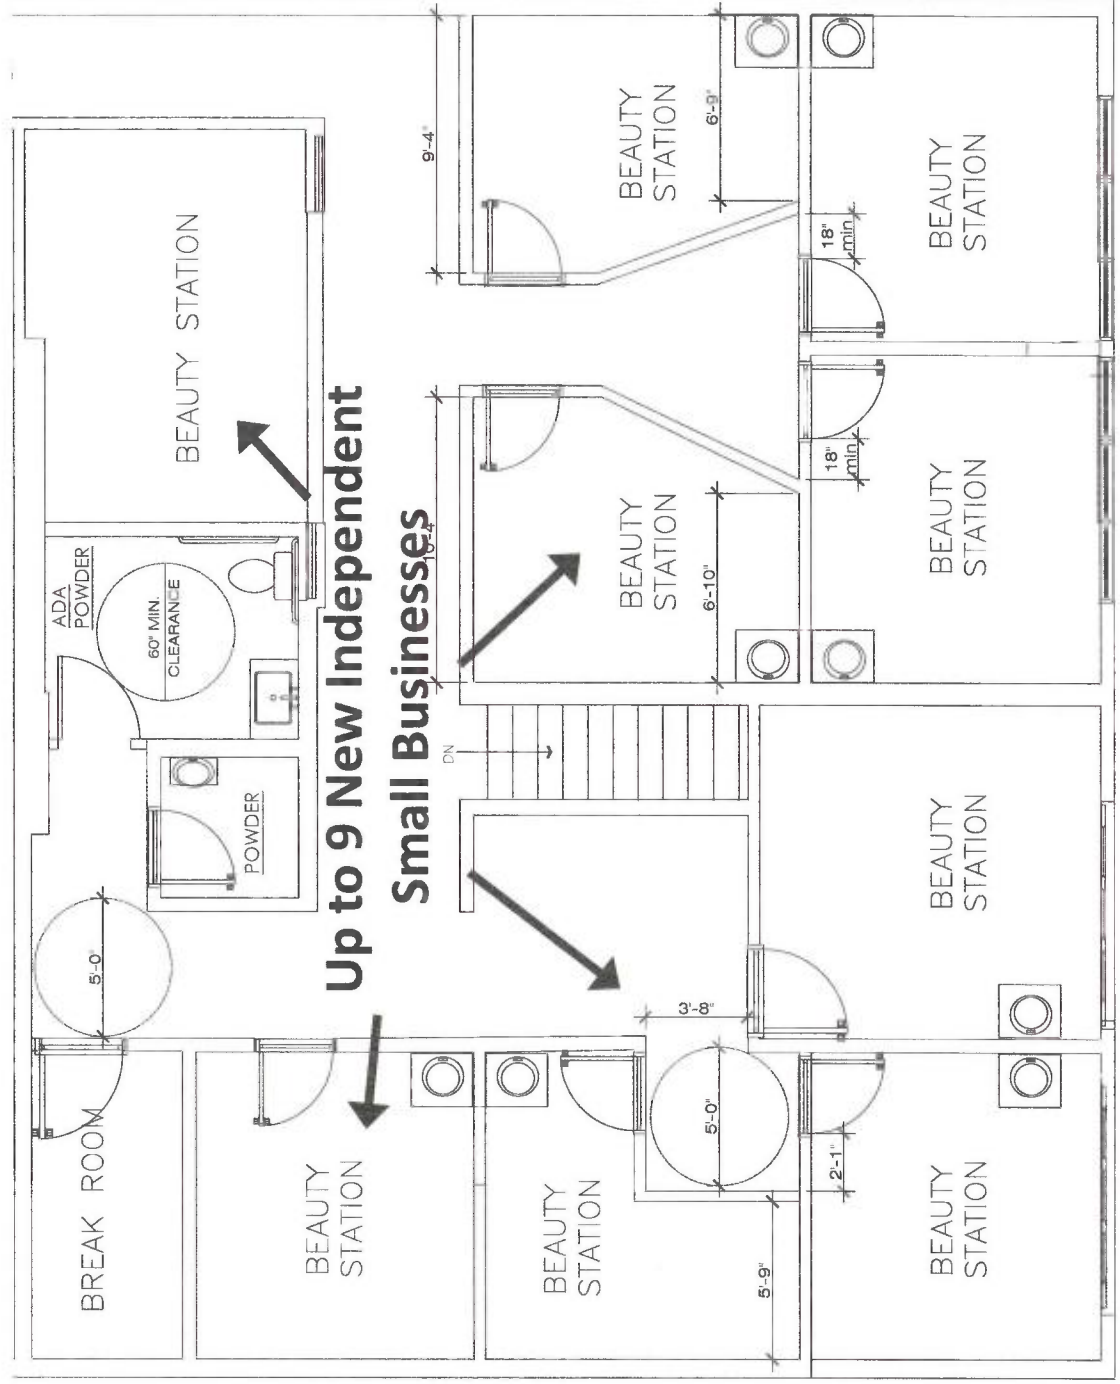 BREAK ROOM
5'-0"
ADA
POWDER
60" MIN.
CLEARANCE
BEAUTY STATION
POWDER
BEAUTY
STATION
Up to 9 New Independent
Small Businesses
9'-4"
DN
BEAUTY
STATION
BEAUTY
STATION
BEAUTY
STATION
3'-8"
5'-0"
6'-10"
6'-9"
5'-9"
2'-1"
18"
min
18"
min
BEAUTY
STATION
BEAUTY
STATION
BEAUTY
STATION
BEAUTY
STATION